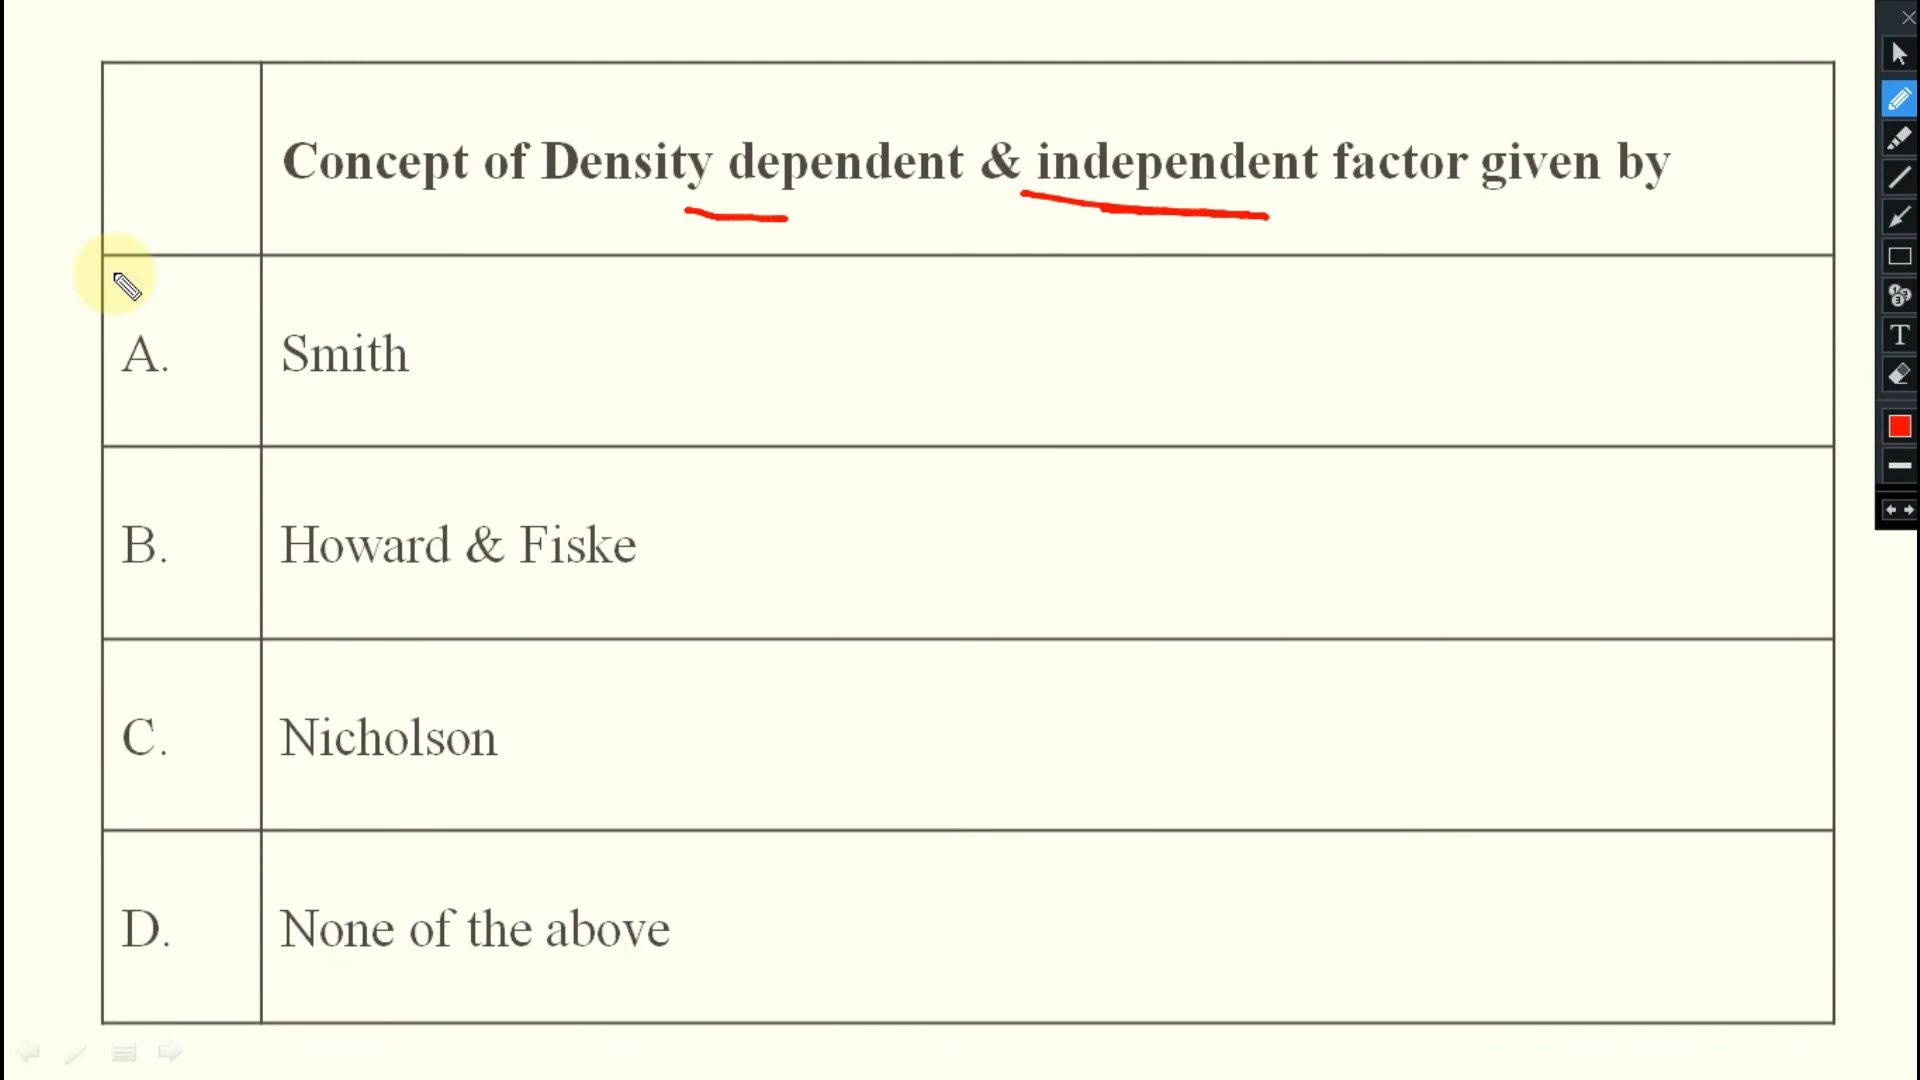 Concept of Density dependent & independent factor given by
A. Smith
B. Howard & Fiske
C. Nicholson
D. None of the above
T